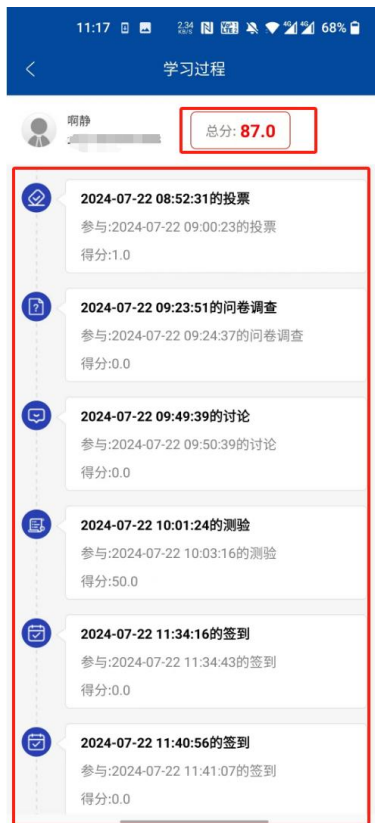 11:17 2.34 KB/S 4G 4G 68%
学习过程
啊静
总分: 87.0
2024-07-22 08:52:31的投票
参与:2024-07-22 09:00:23的投票
得分:1.0
2024-07-22 09:23:51的问卷调查
参与:2024-07-22 09:24:37的问卷调查
得分:0.0
2024-07-22 09:49:39的讨论
参与:2024-07-22 09:50:39的讨论
得分:0.0
2024-07-22 10:01:24的测验
参与:2024-07-22 10:03:16的测验
得分:50.0
2024-07-22 11:34:16的签到
参与:2024-07-22 11:34:43的签到
得分:0.0
2024-07-22 11:40:56的签到
参与:2024-07-22 11:41:07的签到
得分:0.0